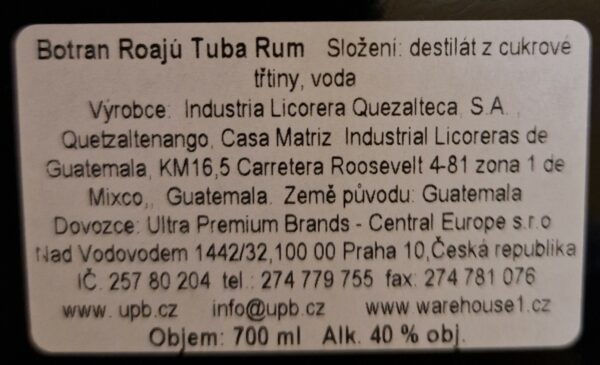 Botran Roajú Tuba Rum Složení: destilát z cukrové
třtiny, voda
Výrobce: Industria Licorera Quezalteca, S.A. ,
Quetzaltenango, Casa Matriz Industrial Licoreras de
Guatemala, KM16,5 Carretera Roosevelt 4-81 zona 1 de
Mixco,, Guatemala. Země původu: Guatemala
Dovozce: Ultra Premium Brands - Central Europe s.r.o
Nad Vodovodem 1442/32,100 00 Praha 10,Česká republika
IČ. 257 80 204 tel.: 274 779 755 fax: 274 781 076
www. upb.cz info@upb.cz www.warehouse1.cz
Objem: 700 ml Alk. 40 % obj.